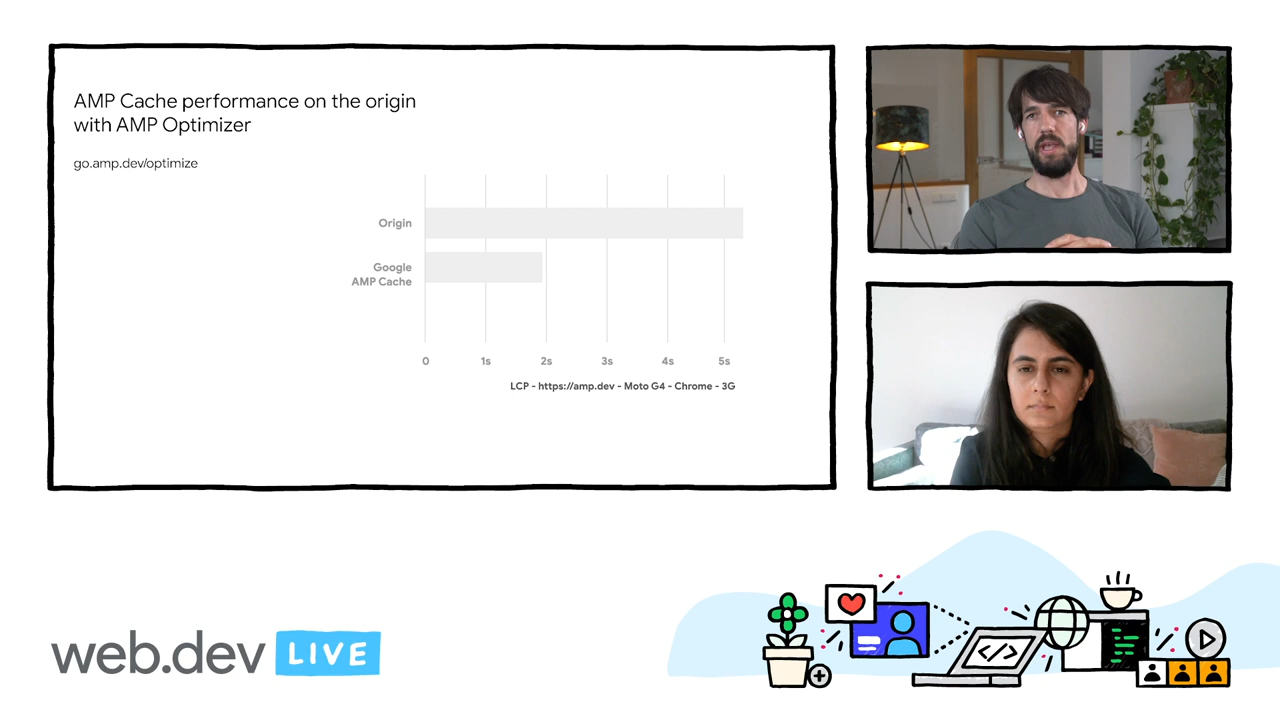 AMP Cache performance on the origin
with AMP Optimizer
go.amp.dev/optimize
Origin
Google
AMP Cache
0 1s 2s 3s 4s 5s
LCP - https://amp.dev - Moto G4 - Chrome - 3G
</>
web.dev LIVE